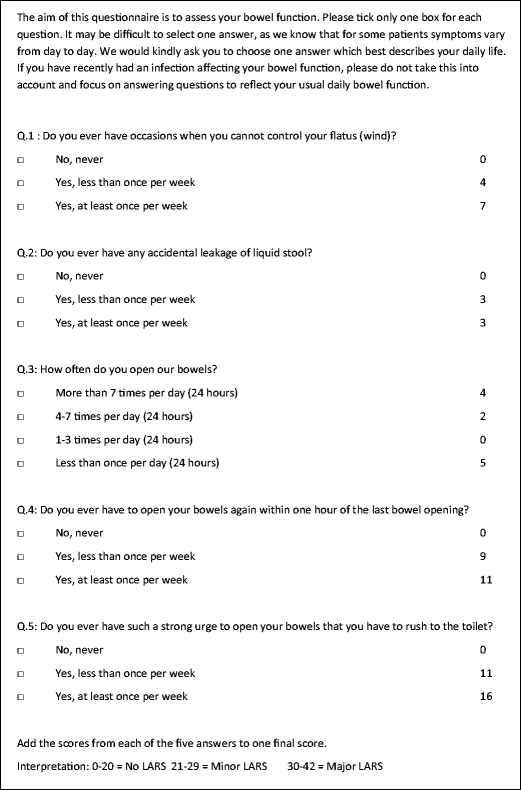 The aim of this questionnaire is to assess your bowel function. Please tick only one box for each
question. It may be difficult to select one answer, as we know that for some patients symptoms vary
from day to day. We would kindly ask you to choose one answer which best describes your daily life.
If you have recently had an infection affecting your bowel function, please do not take this into
account and focus on answering questions to reflect your usual daily bowel function.
Q.1 : Do you ever have occasions when you cannot control your flatus (wind)?
☐ No, never 0
☐ Yes, less than once per week 4
☐ Yes, at least once per week 7
Q.2: Do you ever have any accidental leakage of liquid stool?
☐ No, never 0
☐ Yes, less than once per week 3
☐ Yes, at least once per week 3
Q.3: How often do you open our bowels?
☐ More than 7 times per day (24 hours) 4
☐ 4-7 times per day (24 hours) 2
☐ 1-3 times per day (24 hours) 0
☐ Less than once per day (24 hours) 5
Q.4: Do you ever have to open your bowels again within one hour of the last bowel opening?
☐ No, never 0
☐ Yes, less than once per week 9
☐ Yes, at least once per week 11
Q.5: Do you ever have such a strong urge to open your bowels that you have to rush to the toilet?
☐ No, never 0
☐ Yes, less than once per week 11
☐ Yes, at least once per week 16
Add the scores from each of the five answers to one final score.
Interpretation: 0-20 = No LARS 21-29 = Minor LARS 30-42 = Major LARS